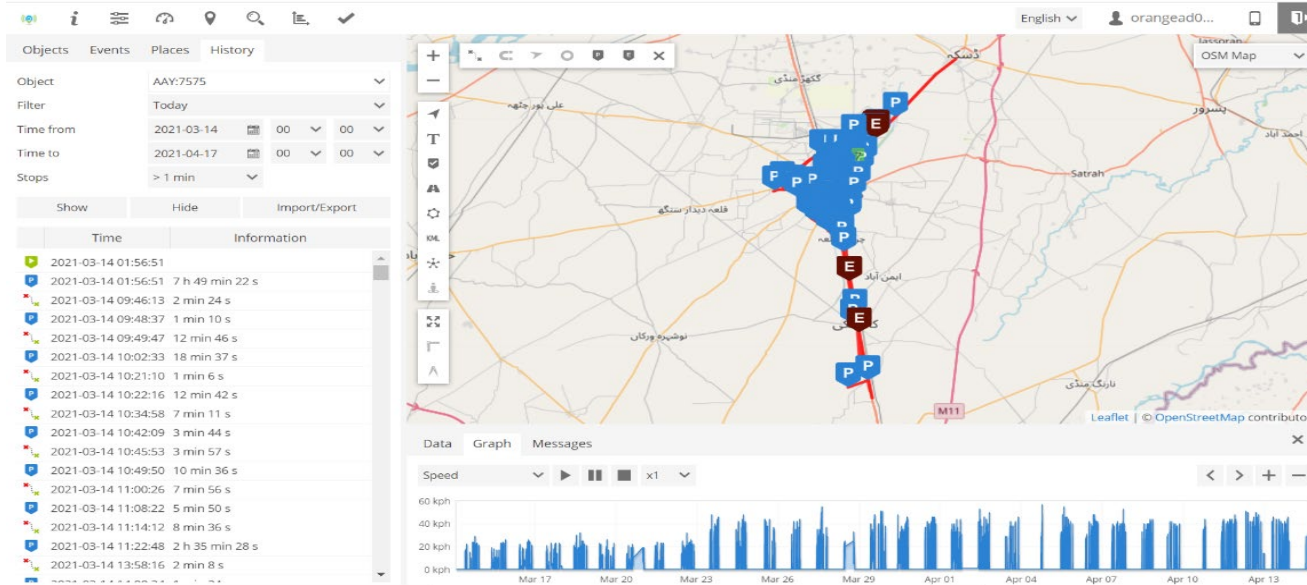 English
orangead0...
Objects Events Places History
Object AAY:7575
Filter Today
Time from 2021-03-14 00 00
Time to 2021-04-17 00 00
Stops > 1 min
Show Hide Import/Export
Time Information
2021-03-14 01:56:51
2021-03-14 01:56:51 7 h 49 min 22 s
2021-03-14 09:46:13 2 min 24 s
2021-03-14 09:48:37 1 min 10 s
2021-03-14 09:49:47 12 min 46 s
2021-03-14 10:02:33 18 min 37 s
2021-03-14 10:21:10 1 min 6 s
2021-03-14 10:22:16 12 min 42 s
2021-03-14 10:34:58 7 min 11 s
2021-03-14 10:42:09 3 min 44 s
2021-03-14 10:45:53 3 min 57 s
2021-03-14 10:49:50 10 min 36 s
2021-03-14 11:00:26 7 min 56 s
2021-03-14 11:08:22 5 min 50 s
2021-03-14 11:14:12 8 min 36 s
2021-03-14 11:22:48 2 h 35 min 28 s
2021-03-14 13:58:16 2 min 8 s
OSM Map
KML
ڈسکہ
گکھڑ منڈی
علی پور چٹھہ
پسرور
احمد آباد
Satrah
قلعہ دیدار سنگھ
ایمن آباد
نوشہرہ ورکاں
نارنگ منڈی
M11
P
E
Leaflet | © OpenStreetMap contributo
Data Graph Messages
Speed x1
60 kph
40 kph
20 kph
0 kph
Mar 17 Mar 20 Mar 23 Mar 26 Mar 29 Apr 01 Apr 04 Apr 07 Apr 10 Apr 13